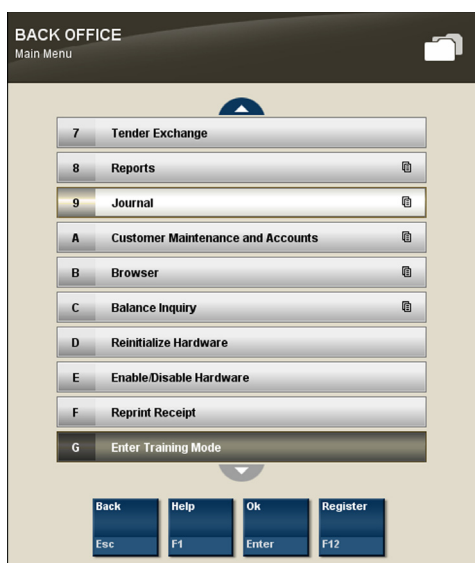 BACK OFFICE
Main Menu
7 Tender Exchange
8 Reports
9 Journal
A Customer Maintenance and Accounts
B Browser
C Balance Inquiry
D Reinitialize Hardware
E Enable/Disable Hardware
F Reprint Receipt
G Enter Training Mode
Back Help Ok Register
Esc F1 Enter F12